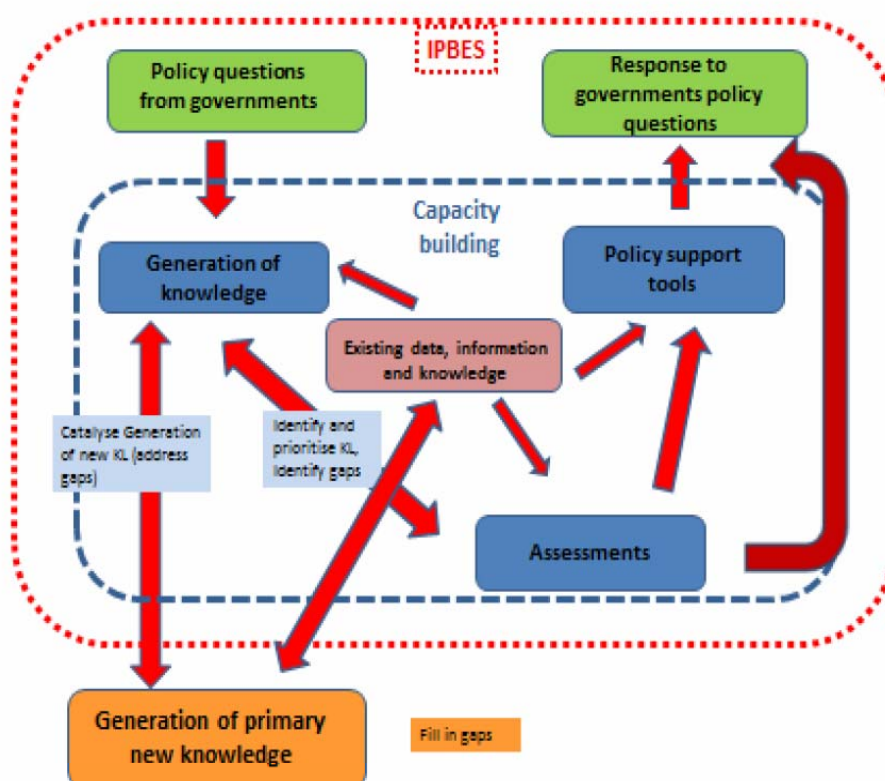 IPBES
Policy questions
from governments
Response to
governments policy
questions
Capacity
building
Generation of
knowledge
Policy support
tools
Existing data, information
and knowledge
Catalyse Generation
of new KL (address
gaps)
Identify and
prioritise KL,
Identify gaps
Assessments
Generation of primary
new knowledge
Fill in gaps